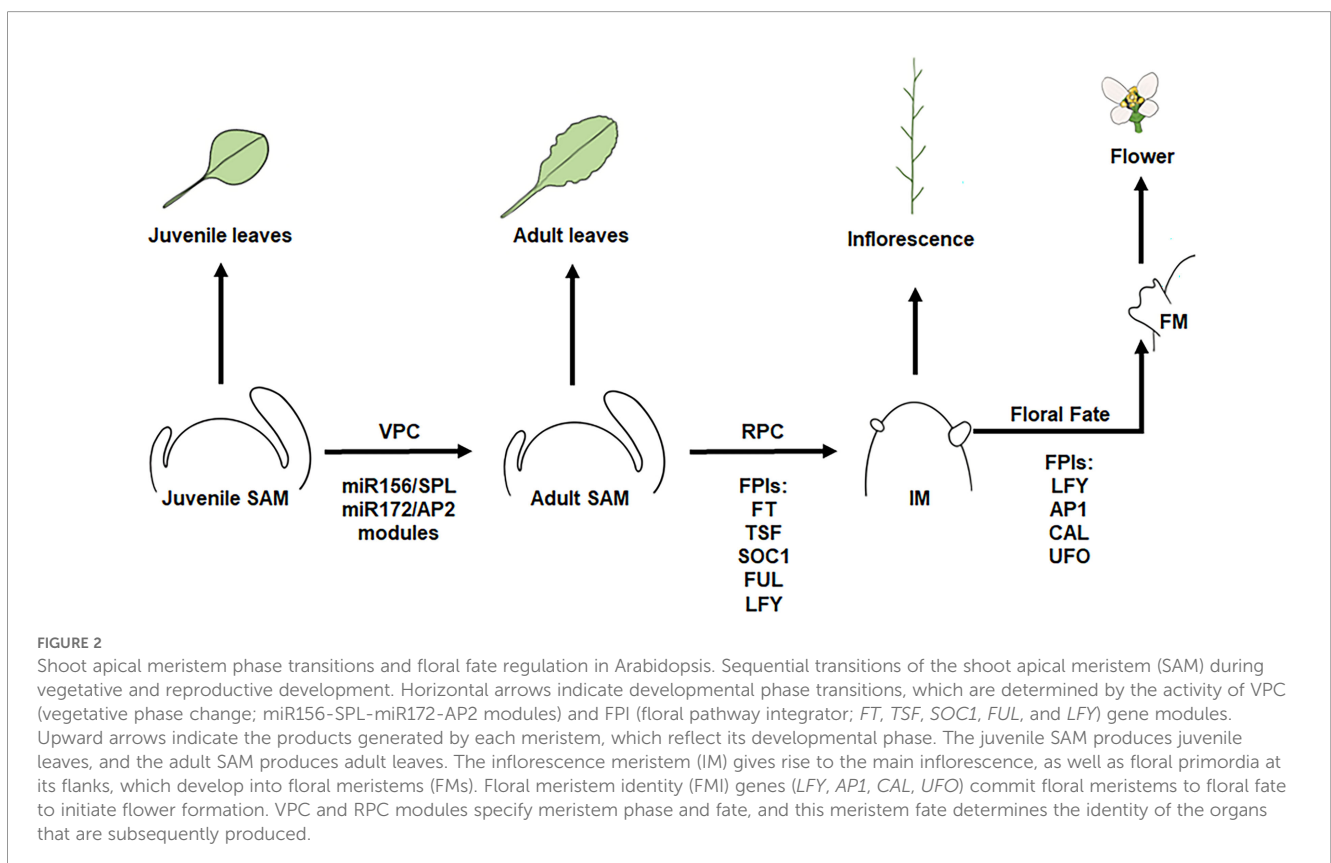 Flower
Juvenile leaves
Adult leaves
Inflorescence
FM
VPC
RPC
Floral Fate
Juvenile SAM
miR156/SPL
miR172/AP2
modules
Adult SAM
FPIs:
FT
TSF
SOC1
FUL
LFY
IM
FPIs:
LFY
AP1
CAL
UFO
FIGURE 2
Shoot apical meristem phase transitions and floral fate regulation in Arabidopsis. Sequential transitions of the shoot apical meristem (SAM) during
vegetative and reproductive development. Horizontal arrows indicate developmental phase transitions, which are determined by the activity of VPC
(vegetative phase change; miR156-SPL-miR172-AP2 modules) and FPI (floral pathway integrator; FT, TSF, SOC1, FUL, and LFY) gene modules.
Upward arrows indicate the products generated by each meristem, which reflect its developmental phase. The juvenile SAM produces juvenile
leaves, and the adult SAM produces adult leaves. The inflorescence meristem (IM) gives rise to the main inflorescence, as well as floral primordia at
its flanks, which develop into floral meristems (FMs). Floral meristem identity (FMI) genes (LFY, AP1, CAL, UFO) commit floral meristems to floral fate
to initiate flower formation. VPC and RPC modules specify meristem phase and fate, and this meristem fate determines the identity of the organs
that are subsequently produced.